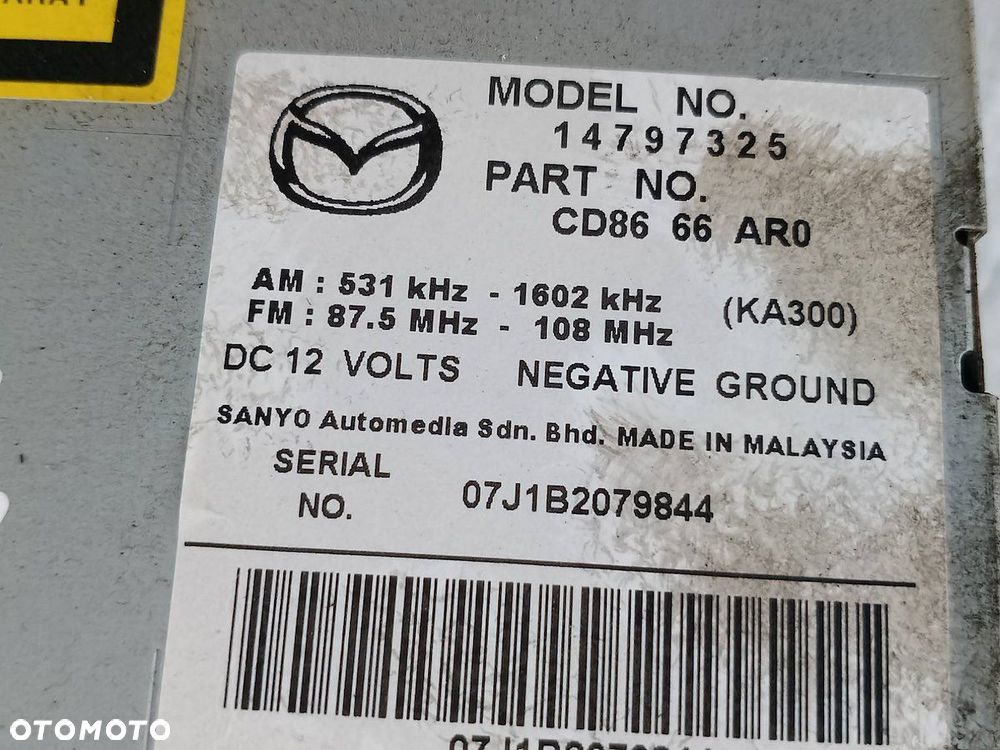 MODEL NO.
14797325
PART NO.
CD86 66 AR0
AM : 531 kHz - 1602 kHz (KA300)
FM : 87.5 MHz - 108 MHz
DC 12 VOLTS NEGATIVE GROUND
SANYO Automedia Sdn. Bhd. MADE IN MALAYSIA
SERIAL
NO. 07J1B2079844
OTOMOTO